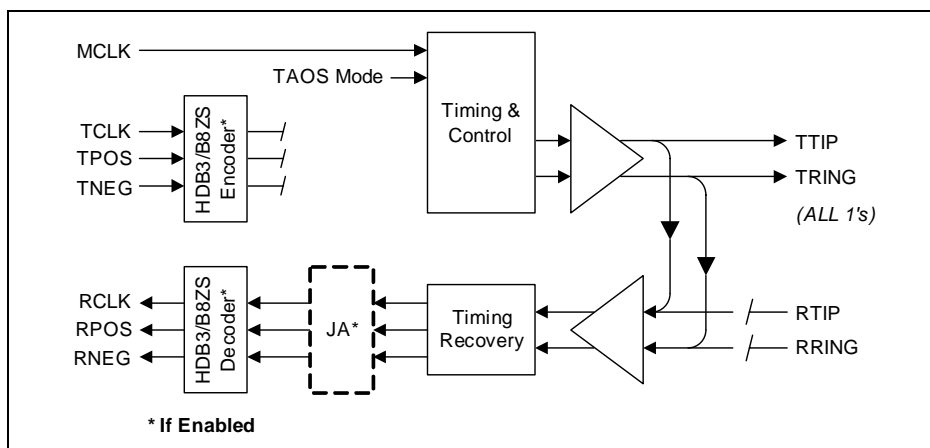 MCLK
TAOS Mode
Timing &
Control
TCLK
TPOS
TNEG
HDB3/B8ZS
Encoder*
TTIP
TRING
(ALL 1's)
RCLK
RPOS
RNEG
HDB3/B8ZS
Decoder*
JA*
Timing
Recovery
RTIP
RRING
* If Enabled